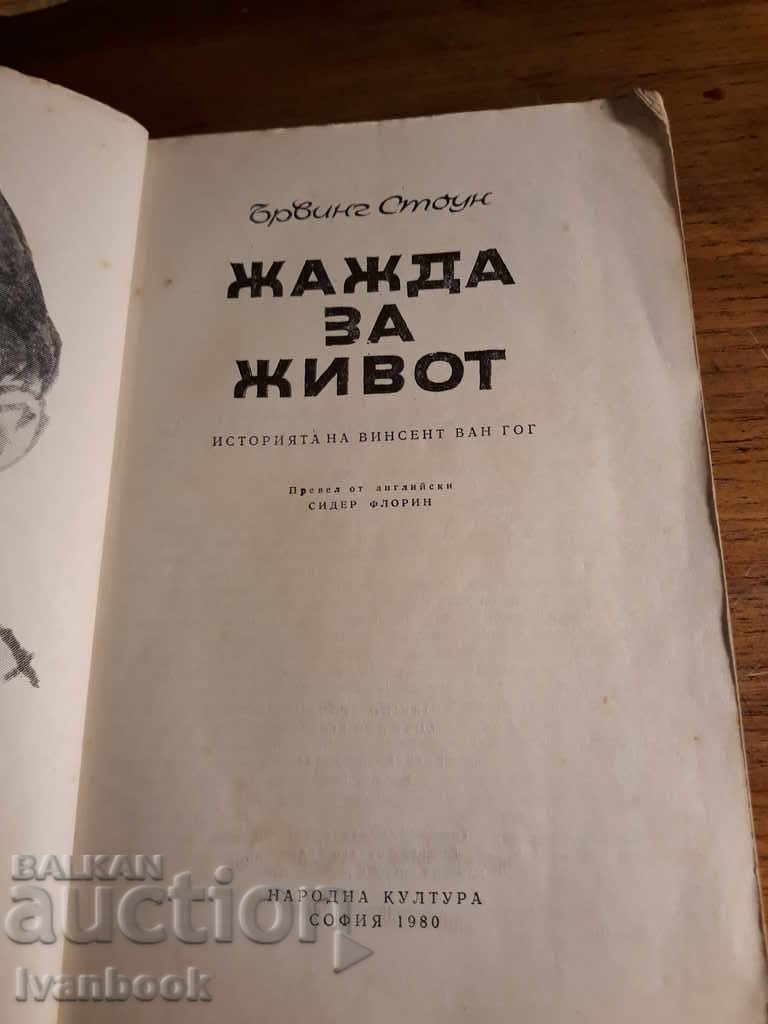 Ървинг Стоун
ЖАЖДА
ЗА
ЖИВОТ
ИСТОРИЯТА НА ВИНСЕНТ ВАН ГОГ
Превел от английски
СИДЕР ФЛОРИН
НАРОДНА КУЛТУРА
СОФИЯ 1980
BALKAN
auction
Ivanbook